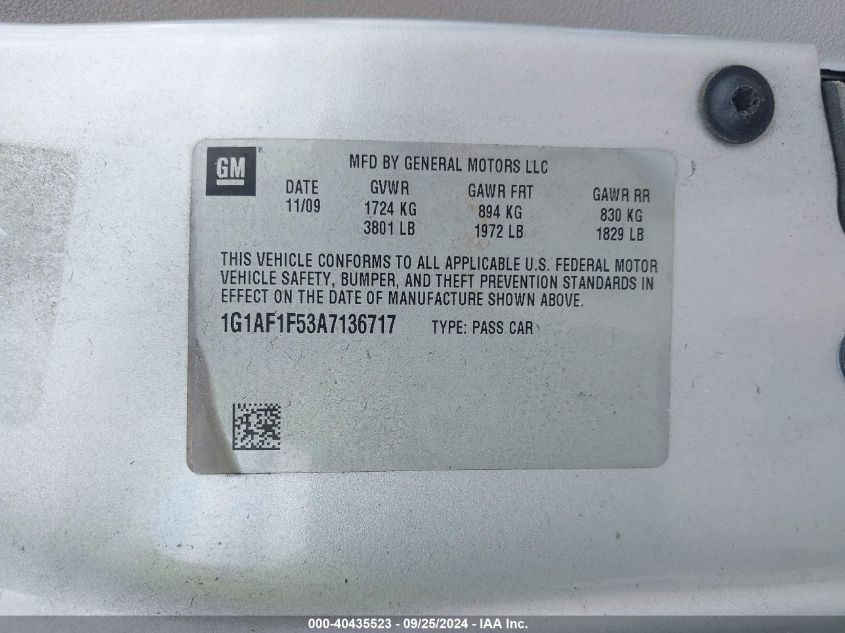 GM
MFD BY GENERAL MOTORS LLC
DATE GVWR GAWR FRT GAWR RR
11/09 1724 KG 894 KG 830 KG
3801 LB 1972 LB 1829 LB
THIS VEHICLE CONFORMS TO ALL APPLICABLE U.S. FEDERAL MOTOR
VEHICLE SAFETY, BUMPER, AND THEFT PREVENTION STANDARDS IN
EFFECT ON THE DATE OF MANUFACTURE SHOWN ABOVE.
1G1AF1F53A7136717 TYPE: PASS CAR
000-40435523 - 09/25/2024 - IAA Inc.